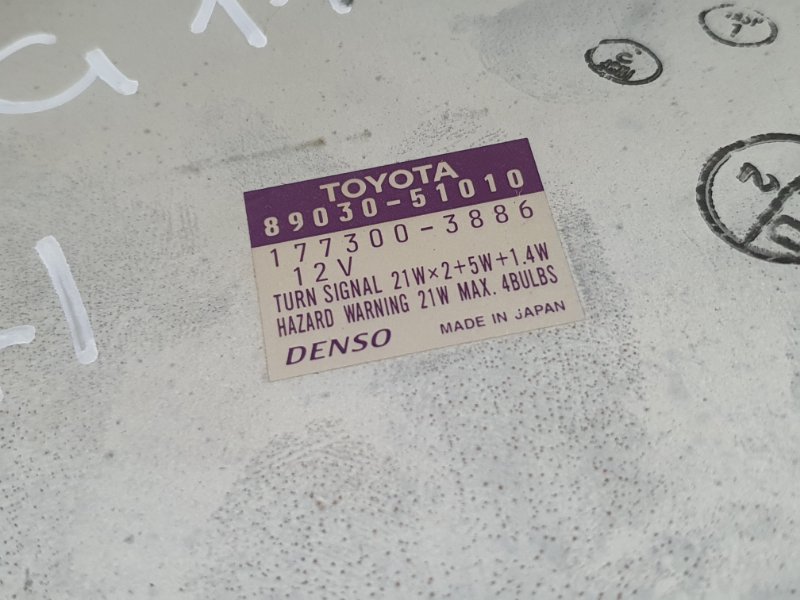 TOYOTA
89030-51010
177300-3886
12V
TURN SIGNAL 21W×2+5W+1.4W
HAZARD WARNING 21W MAX. 4BULBS
DENSO MADE IN JAPAN